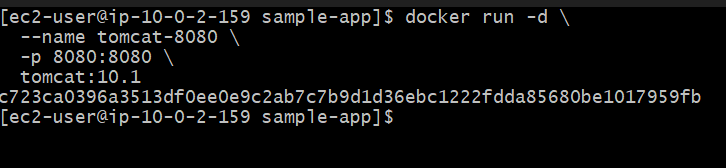 [ec2-user@ip-10-0-2-159 sample-app]$ docker run -d \
  --name tomcat-8080 \
  -p 8080:8080 \
  tomcat:10.1
c723ca0396a3513df0ee0e9c2ab7c7b9d1d36ebc1222fdda85680be1017959fb
[ec2-user@ip-10-0-2-159 sample-app]$